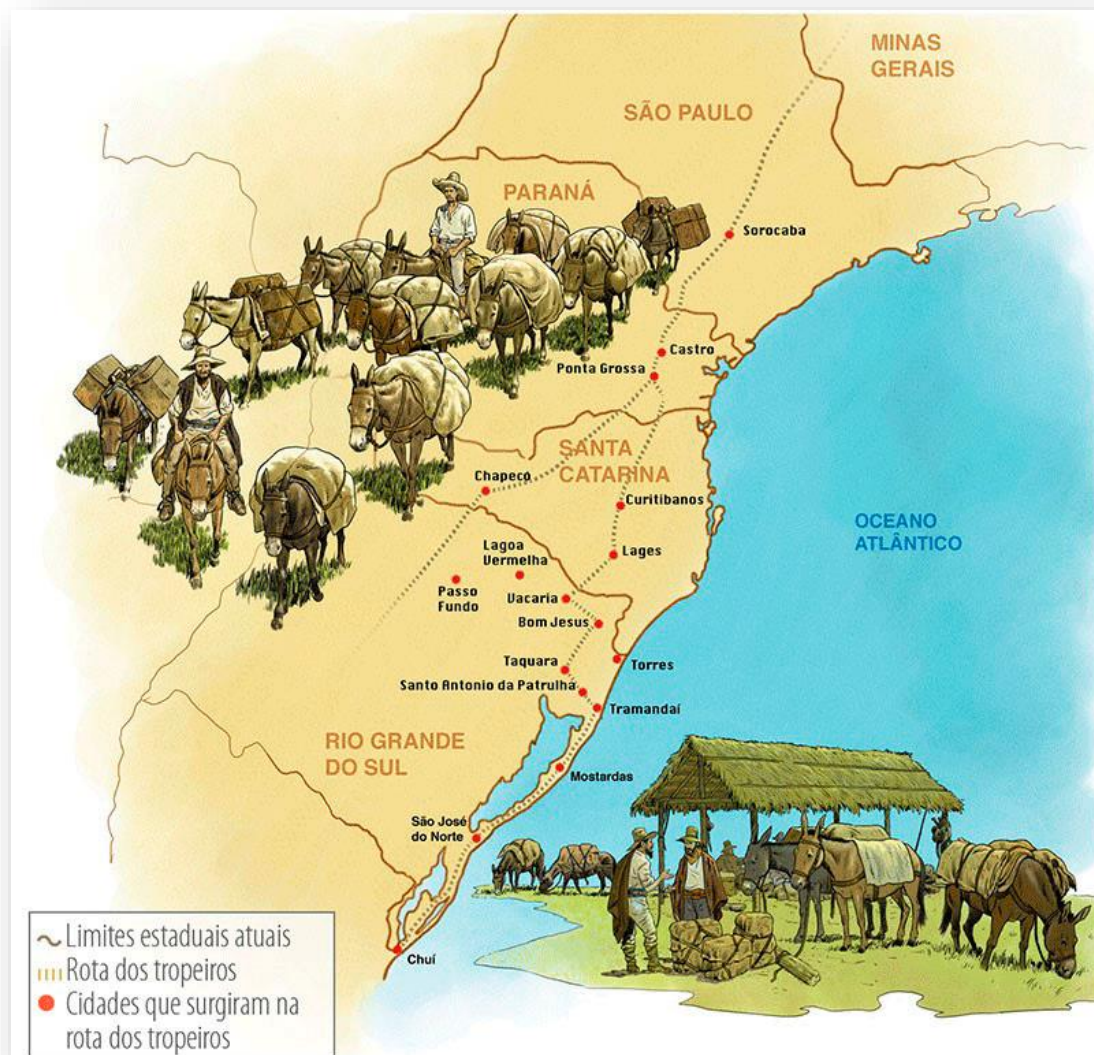 MINAS
GERAIS
SÃO PAULO
PARANÁ
Sorocaba
Castro
Ponta Grossa
SANTA
CATARINA
Chapecó
Curitibanos
OCEANO
ATLÂNTICO
Lagoa
Vermelha
Lages
Passo
Fundo
Vacaria
Bom Jesus
Taquara
Torres
Santo Antonio da Patrulha
Tramandaí
RIO GRANDE
DO SUL
Mostardas
São José
do Norte
Chuí
Limites estaduais atuais
Rota dos tropeiros
Cidades que surgiram na
rota dos tropeiros